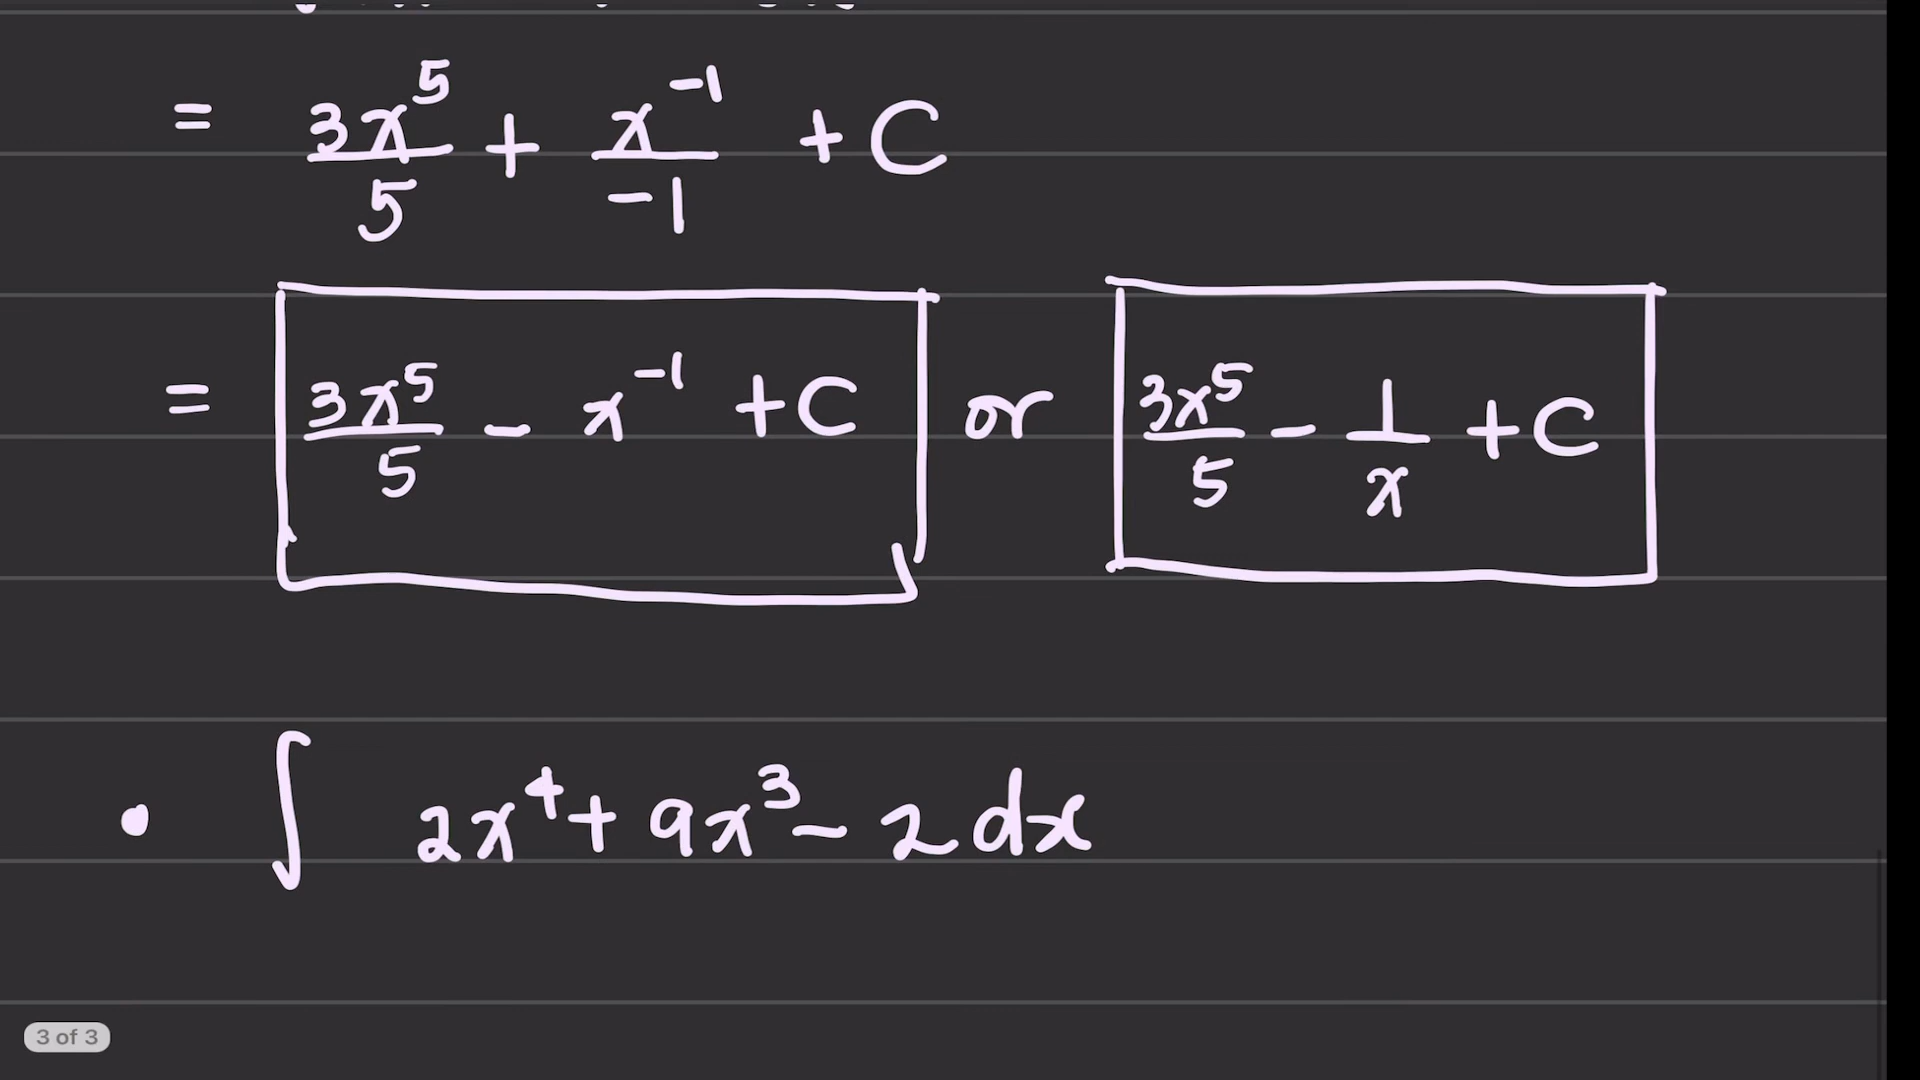 = 3x^5/5 + x^-1/-1 + C
= 3x^5/5 - x^-1 + C or 3x^5/5 - 1/x + C
• ∫ 2x^4 + 9x^3 - 2 dx
3 of 3